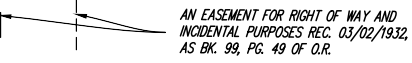 AN EASEMENT FOR RIGHT OF WAY AND
INCIDENTAL PURPOSES REC. 03/02/1932,
AS BK. 99, PG. 49 OF O.R.